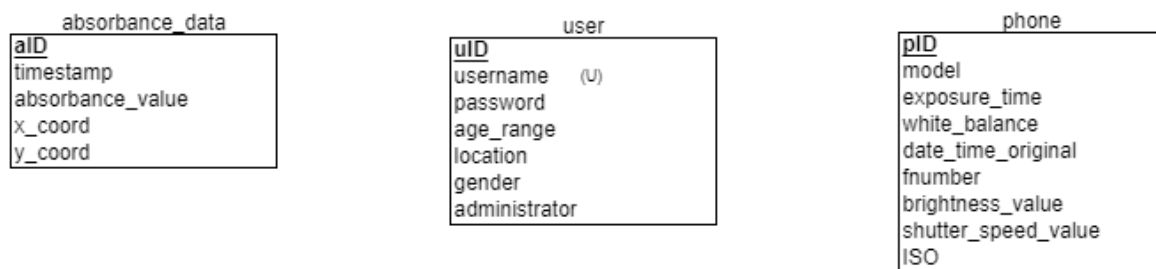 absorbance_data
aID
timestamp
absorbance_value
x_coord
y_coord
user
uID
username (U)
password
age_range
location
gender
administrator
phone
pID
model
exposure_time
white_balance
date_time_original
fnumber
brightness_value
shutter_speed_value
ISO